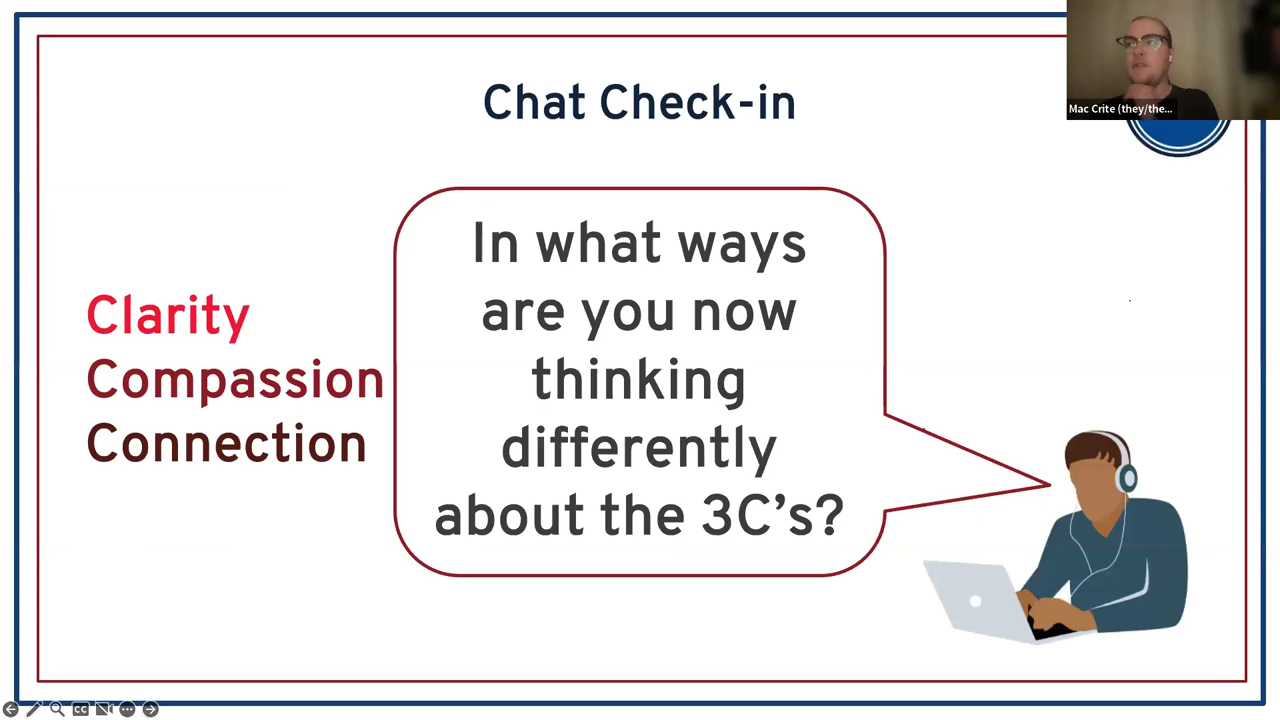 Chat Check-in
Mac Crite (they/the...
In what ways
are you now
thinking
differently
about the 3C’s?
Clarity
Compassion
Connection
CC